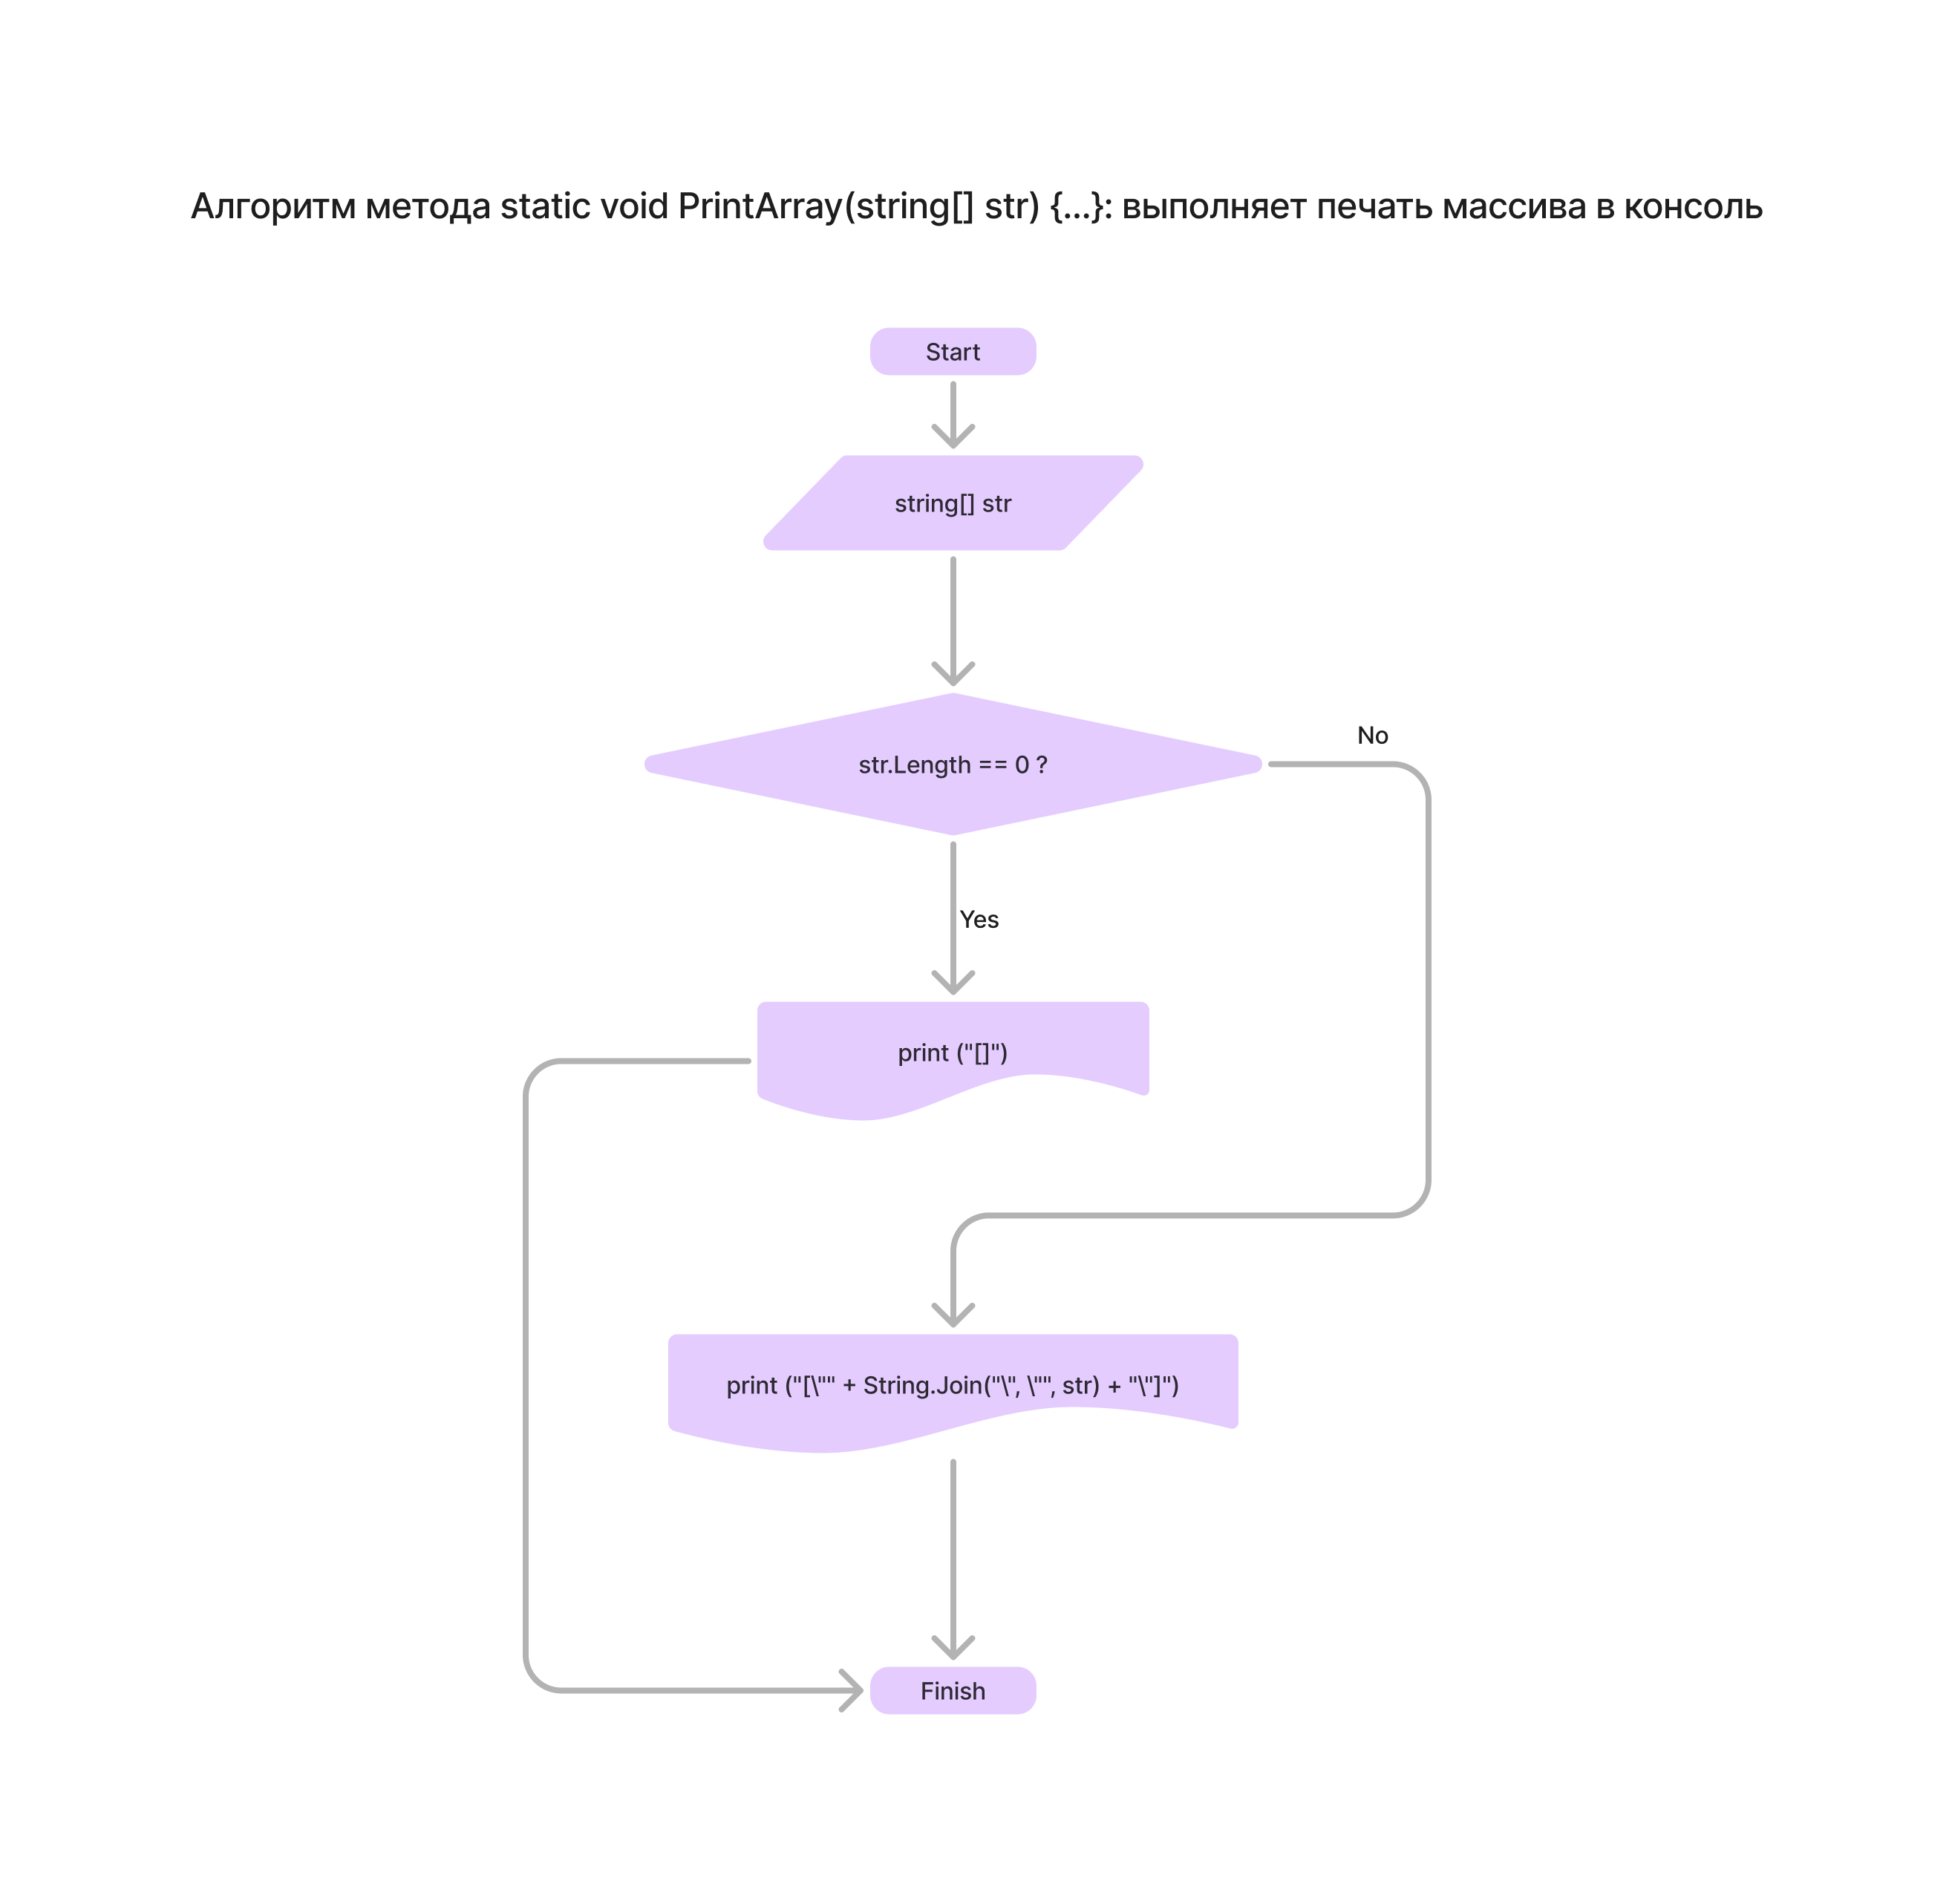 Алгоритм метода static void PrintArray(string[] str) {...}: выполняет печать массива в консоль
Start
string[] str
str.Length == 0 ?
No
Yes
print ("[]")
print ("[\"" + String.Join("\", \"", str) + "\"]")
Finish